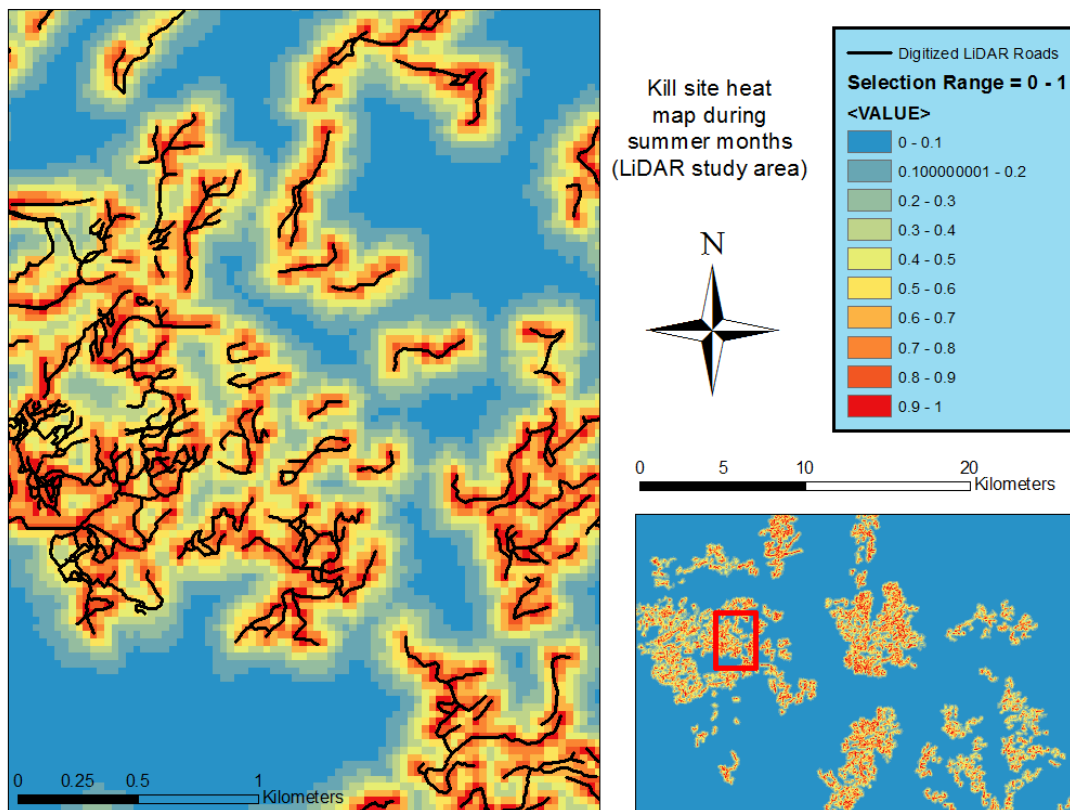 Kill site heat
map during
summer months
(LiDAR study area)
N
Digitized LiDAR Roads
Selection Range = 0 - 1
<VALUE>
0 - 0.1
0.100000001 - 0.2
0.2 - 0.3
0.3 - 0.4
0.4 - 0.5
0.5 - 0.6
0.6 - 0.7
0.7 - 0.8
0.8 - 0.9
0.9 - 1
0 5 10 20
Kilometers
0 0.25 0.5 1
Kilometers